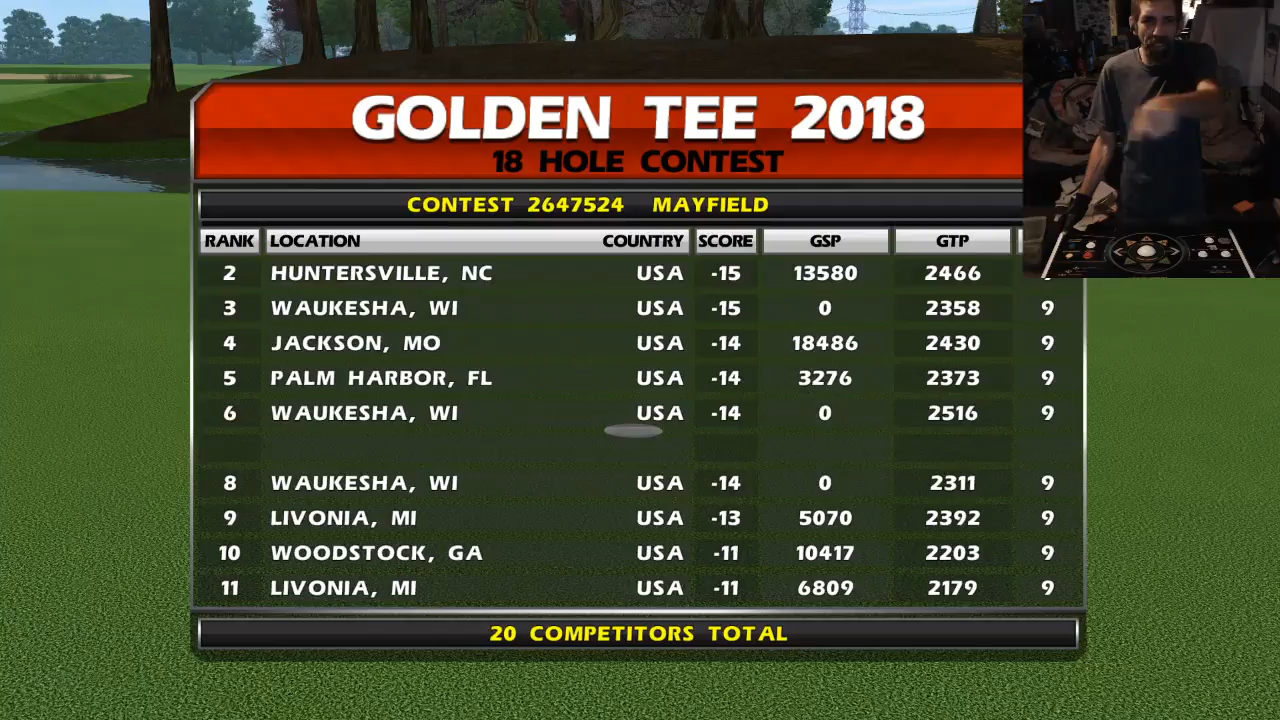 GOLDEN TEE 2018
18 HOLE CONTEST
CONTEST 2647524 MAYFIELD
RANK LOCATION COUNTRY SCORE GSP GTP
2 HUNTERSVILLE, NC USA -15 13580 2466
3 WAUKESHA, WI USA -15 0 2358 9
4 JACKSON, MO USA -14 18486 2430 9
5 PALM HARBOR, FL USA -14 3276 2373 9
6 WAUKESHA, WI USA -14 0 2516 9
8 WAUKESHA, WI USA -14 0 2311 9
9 LIVONIA, MI USA -13 5070 2392 9
10 WOODSTOCK, GA USA -11 10417 2203 9
11 LIVONIA, MI USA -11 6809 2179 9
20 COMPETITORS TOTAL